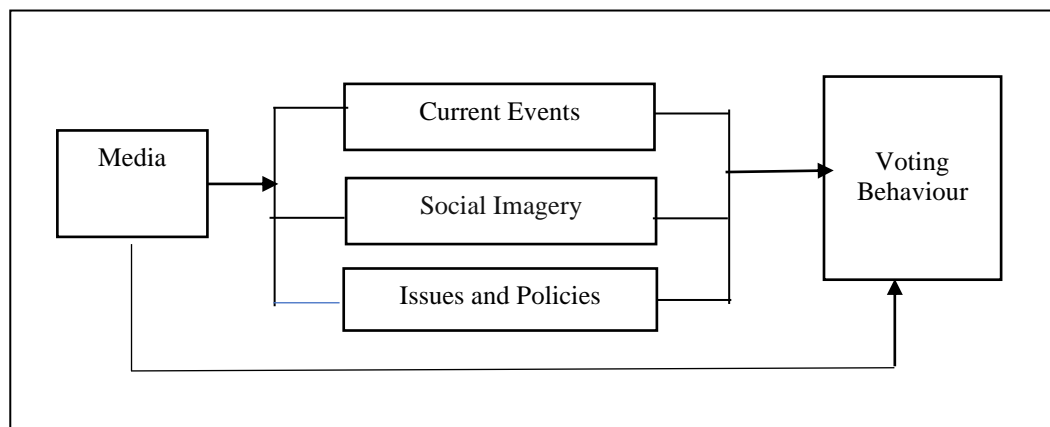 Current Events
Media
Voting
Behaviour
Social Imagery
Issues and Policies